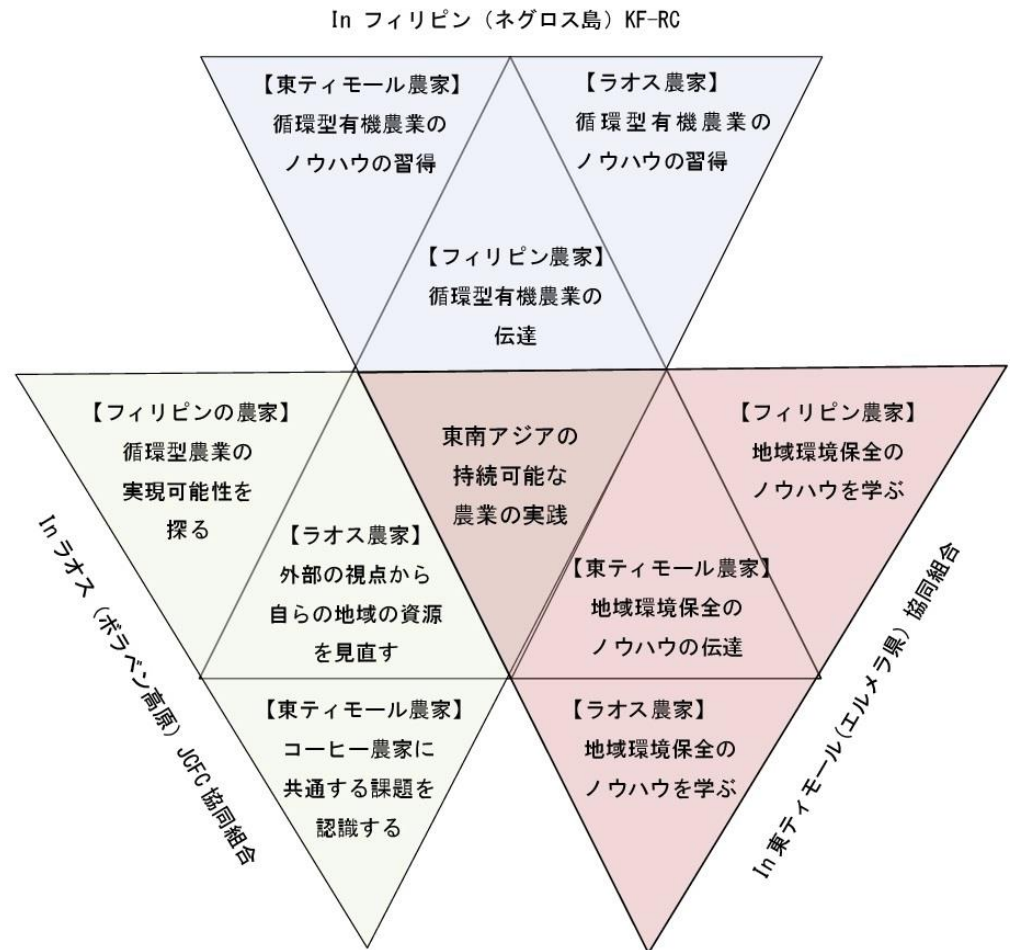 In フィリピン（ネグロス島）KF-RC
【東ティモール農家】
循環型有機農業の
ノウハウの習得
【ラオス農家】
循環型有機農業の
ノウハウの習得
【フィリピン農家】
循環型有機農業の
伝達
【フィリピンの農家】
循環型農業の
実現可能性を
探る
【ラオス農家】
外部の視点から
自らの地域の資源
を見直す
【東ティモール農家】
コーヒー農家に
共通する課題を
認識する
In ラオス（ボラベン高原）JCFC協同組合
東南アジアの
持続可能な
農業の実践
【フィリピン農家】
地域環境保全の
ノウハウを学ぶ
【東ティモール農家】
地域環境保全の
ノウハウの伝達
【ラオス農家】
地域環境保全の
ノウハウを学ぶ
In 東ティモール（エルメラ県）協同組合